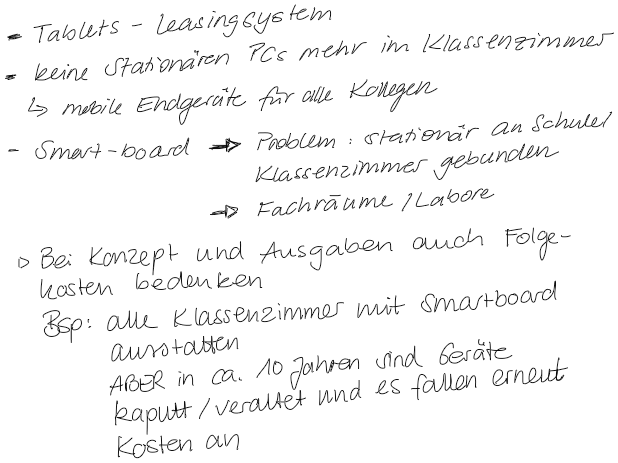 - Tablets - Leasingsystem
- keine stationären PCs mehr im Klassenzimmer
↳ mobile Endgeräte für alle Kollegen
- Smart-board → Problem: stationär an Schule/
Klassenzimmer gebunden
→ Fachräume / Labore
▷ Bei Konzept und Ausgaben auch Folge-
kosten bedenken
Bsp: alle Klassenzimmer mit Smartboard
ausstatten
ABER in ca. 10 Jahren sind Geräte
kaputt / veraltet und es fallen erneut
Kosten an